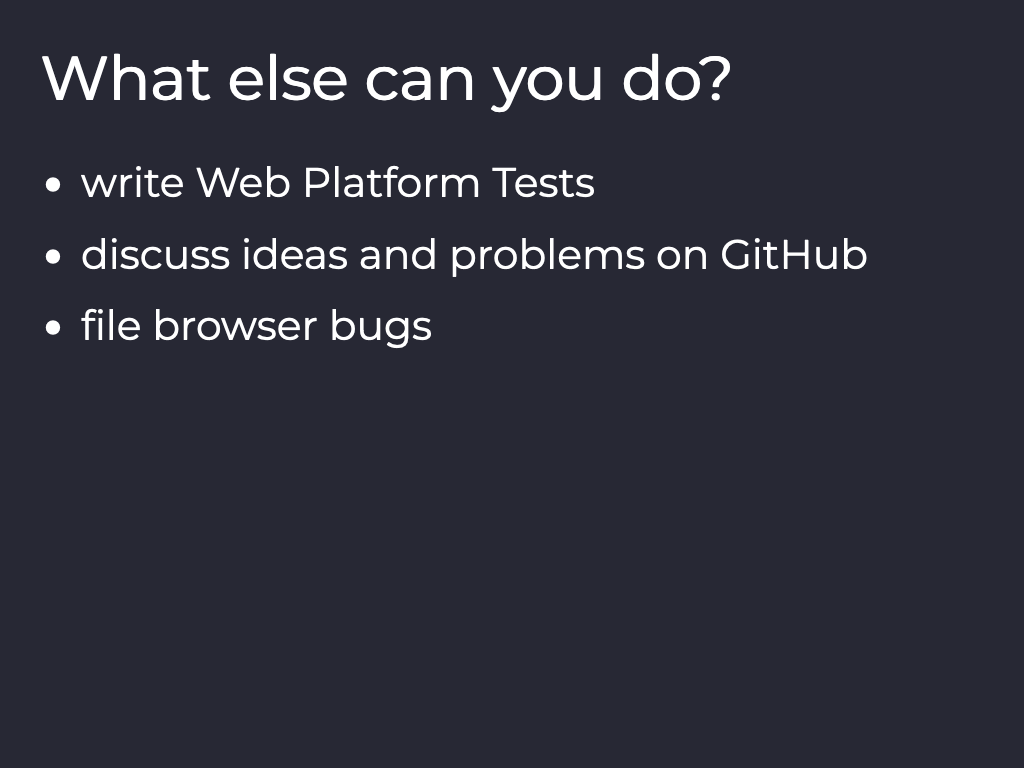 What else can you do?
• write Web Platform Tests
• discuss ideas and problems on GitHub
• file browser bugs